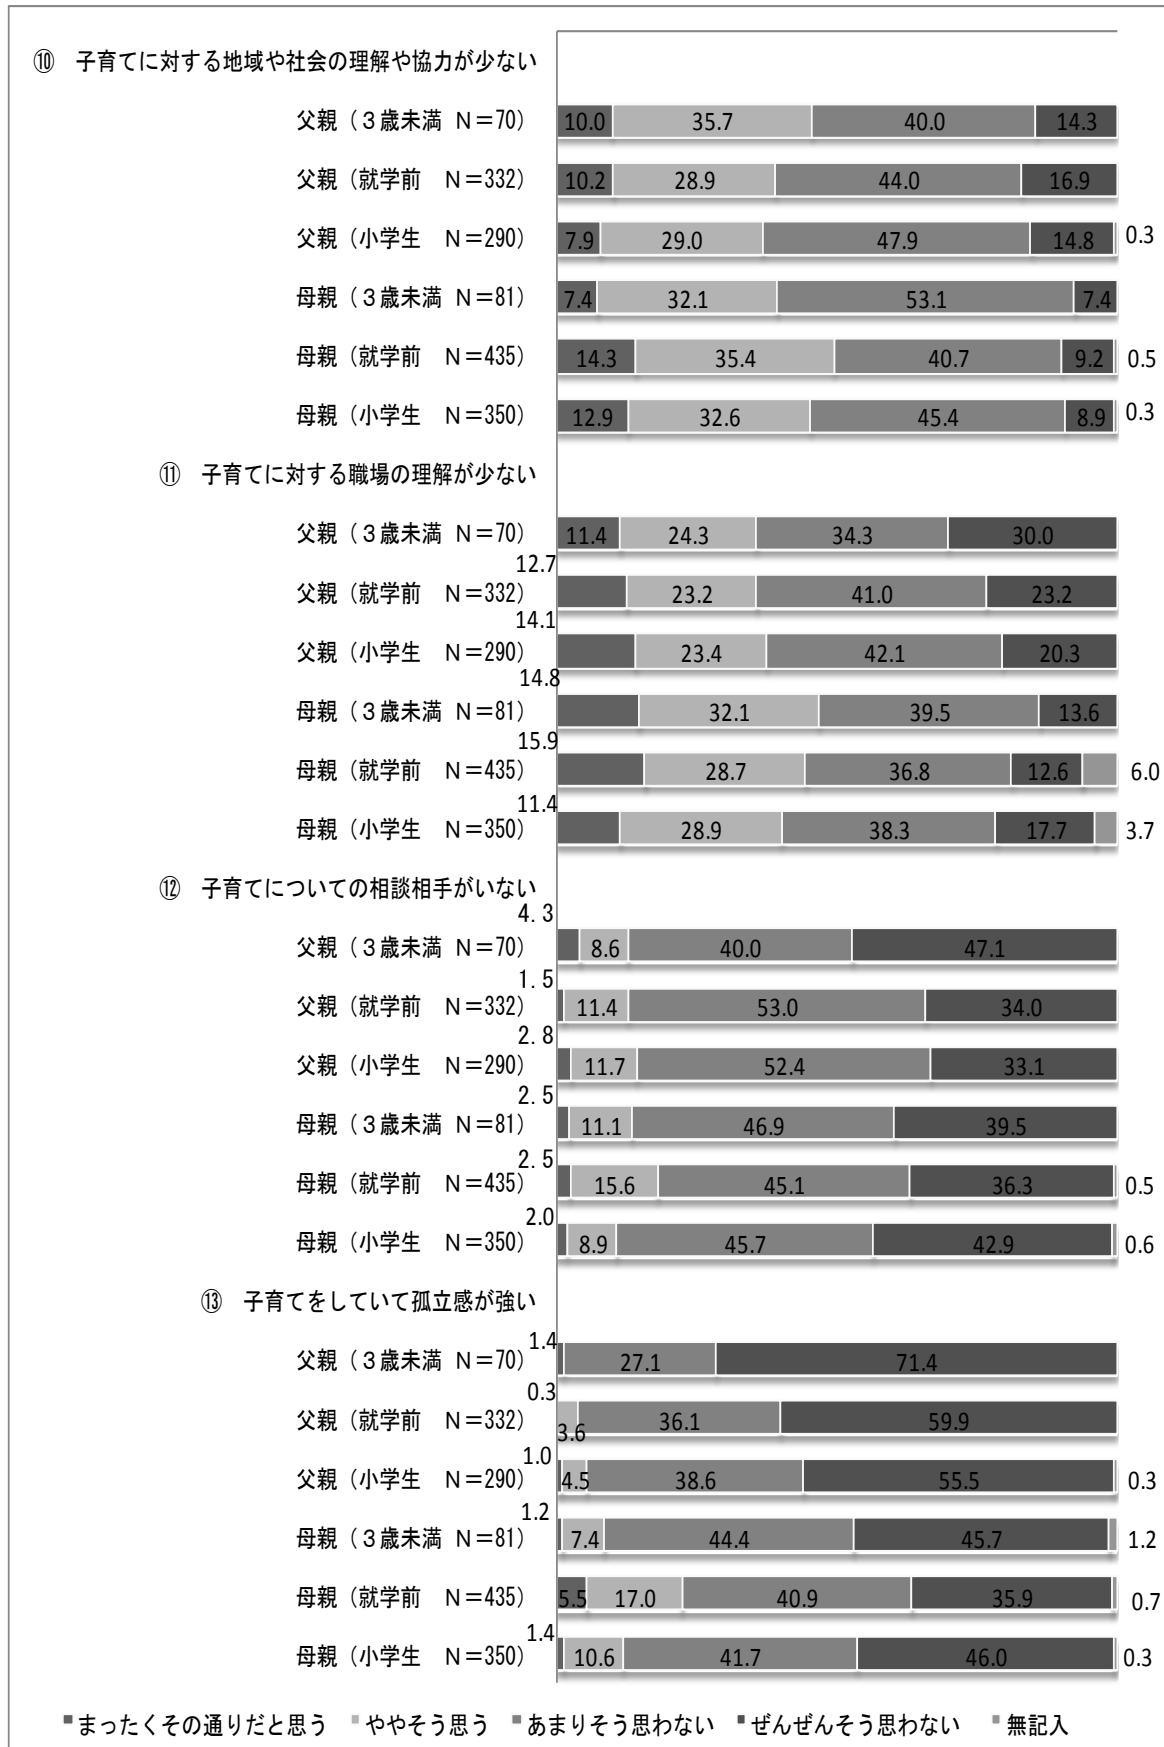 ⑩　子育てに対する地域や社会の理解や協力が少ない
父親（３歳未満 N＝70） 10.0 35.7 40.0 14.3
父親（就学前　N＝332） 10.2 28.9 44.0 16.9
父親（小学生　N＝290） 7.9 29.0 47.9 14.8 0.3
母親（３歳未満 N＝81） 7.4 32.1 53.1 7.4
母親（就学前　N＝435） 14.3 35.4 40.7 9.2 0.5
母親（小学生　N＝350） 12.9 32.6 45.4 8.9 0.3
⑪　子育てに対する職場の理解が少ない
父親（３歳未満 N＝70） 11.4 24.3 34.3 30.0
父親（就学前　N＝332） 12.7 23.2 41.0 23.2
父親（小学生　N＝290） 14.1 23.4 42.1 20.3
母親（３歳未満 N＝81） 14.8 32.1 39.5 13.6
母親（就学前　N＝435） 15.9 28.7 36.8 12.6 6.0
母親（小学生　N＝350） 11.4 28.9 38.3 17.7 3.7
⑫　子育てについての相談相手がいない
父親（３歳未満 N＝70） 4.3 8.6 40.0 47.1
父親（就学前　N＝332） 1.5 11.4 53.0 34.0
父親（小学生　N＝290） 2.8 11.7 52.4 33.1
母親（３歳未満 N＝81） 2.5 11.1 46.9 39.5
母親（就学前　N＝435） 2.5 15.6 45.1 36.3 0.5
母親（小学生　N＝350） 2.0 8.9 45.7 42.9 0.6
⑬　子育てをしていて孤立感が強い
父親（３歳未満 N＝70） 1.4 27.1 71.4
父親（就学前　N＝332） 0.3 3.6 36.1 59.9
父親（小学生　N＝290） 1.0 4.5 38.6 55.5 0.3
母親（３歳未満 N＝81） 1.2 7.4 44.4 45.7 1.2
母親（就学前　N＝435） 5.5 17.0 40.9 35.9 0.7
母親（小学生　N＝350） 1.4 10.6 41.7 46.0 0.3
まったくその通りだと思う ややそう思う あまりそう思わない ぜんぜんそう思わない 無記入